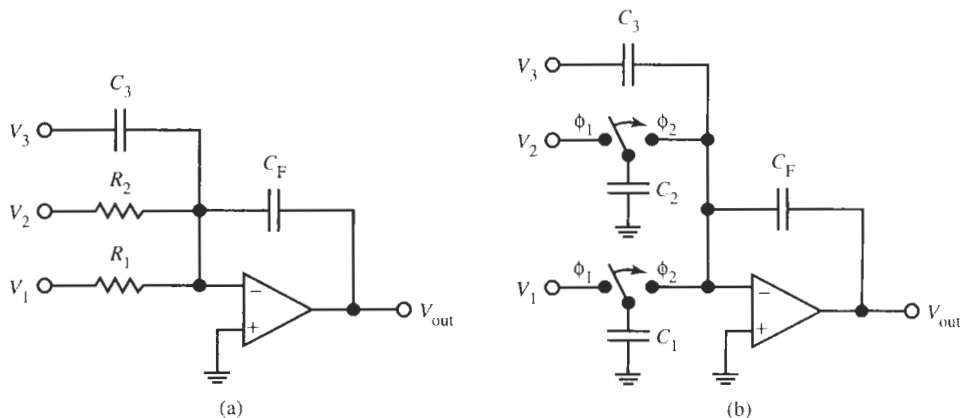 C3
V3
R2
CF
V2
R1
V1
−
+
Vout
(a)
C3
V3
ϕ1
ϕ2
V2
C2
CF
ϕ1
ϕ2
V1
−
+
C1
Vout
(b)